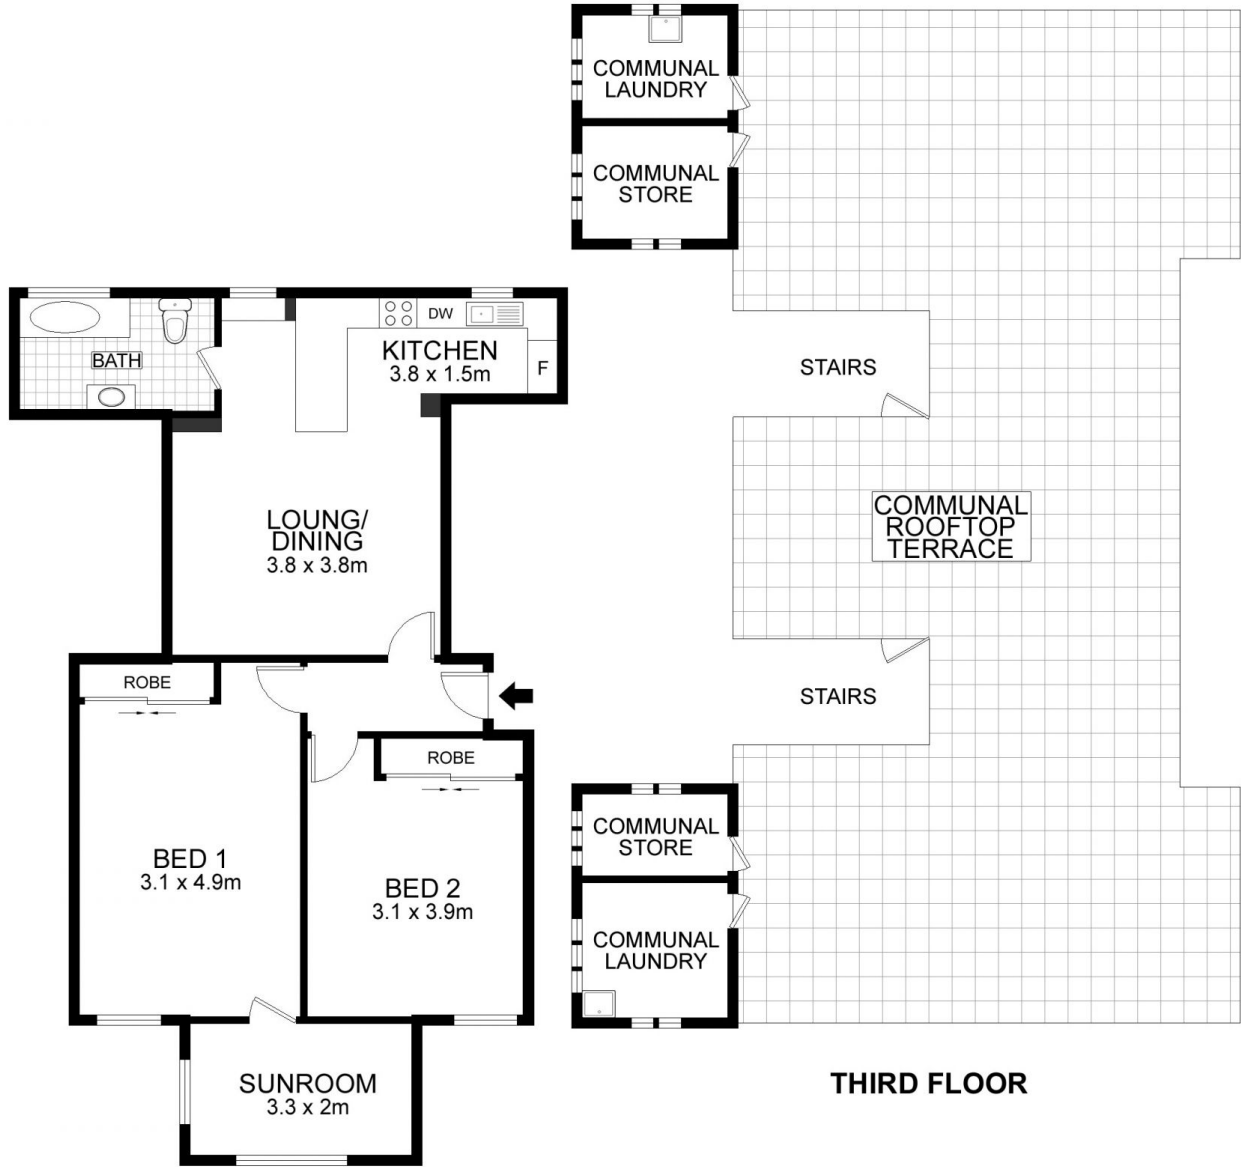 COMMUNAL
LAUNDRY
COMMUNAL
STORE
BATH
DW
KITCHEN
3.8 x 1.5m
F
STAIRS
LOUNG/
DINING
3.8 x 3.8m
COMMUNAL
ROOFTOP
TERRACE
ROBE
STAIRS
ROBE
BED 1
3.1 x 4.9m
BED 2
3.1 x 3.9m
COMMUNAL
STORE
COMMUNAL
LAUNDRY
SUNROOM
3.3 x 2m
THIRD FLOOR